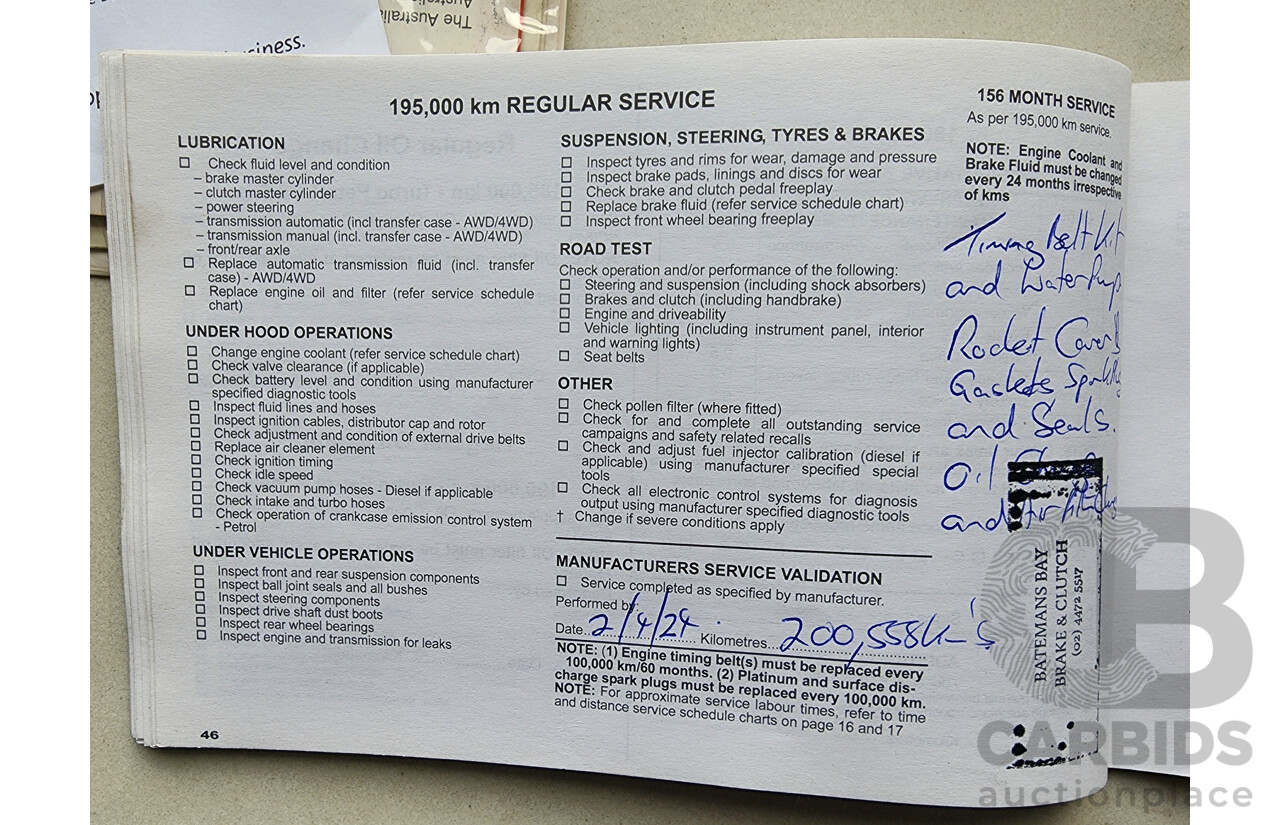 The Australia
Australia
siness.
195,000 km REGULAR SERVICE
LUBRICATION
Check fluid level and condition
– brake master cylinder
– clutch master cylinder
– power steering
– transmission automatic (incl transfer case - AWD/4WD)
– transmission manual (incl. transfer case - AWD/4WD)
– front/rear axle
Replace automatic transmission fluid (incl. transfer
case) - AWD/4WD
Replace engine oil and filter (refer service schedule
chart)
UNDER HOOD OPERATIONS
Change engine coolant (refer service schedule chart)
Check valve clearance (if applicable)
Check battery level and condition using manufacturer
specified diagnostic tools
Inspect fluid lines and hoses
Inspect ignition cables, distributor cap and rotor
Check adjustment and condition of external drive belts
Replace air cleaner element
Check ignition timing
Check idle speed
Check vacuum pump hoses - Diesel if applicable
Check intake and turbo hoses
Check operation of crankcase emission control system
- Petrol
UNDER VEHICLE OPERATIONS
Inspect front and rear suspension components
Inspect ball joint seals and all bushes
Inspect steering components
Inspect drive shaft dust boots
Inspect rear wheel bearings
Inspect engine and transmission for leaks
46
SUSPENSION, STEERING, TYRES & BRAKES
Inspect tyres and rims for wear, damage and pressure
Inspect brake pads, linings and discs for wear
Check brake and clutch pedal freeplay
Replace brake fluid (refer service schedule chart)
Inspect front wheel bearing freeplay
ROAD TEST
Check operation and/or performance of the following:
Steering and suspension (including shock absorbers)
Brakes and clutch (including handbrake)
Engine and driveability
Vehicle lighting (including instrument panel, interior
and warning lights)
Seat belts
OTHER
Check pollen filter (where fitted)
Check for and complete all outstanding service
campaigns and safety related recalls
Check and adjust fuel injector calibration (diesel if
applicable) using manufacturer specified special
tools
Check all electronic control systems for diagnosis
output using manufacturer specified diagnostic tools
† Change if severe conditions apply
MANUFACTURERS SERVICE VALIDATION
Service completed as specified by manufacturer.
Performed by:
Date.. 2/4/24 Kilometres... 200,558k-'s
NOTE: (1) Engine timing belt(s) must be replaced every
100,000 km/60 months. (2) Platinum and surface dis-
charge spark plugs must be replaced every 100,000 km.
NOTE: For approximate service labour times, refer to time
and distance service schedule charts on page 16 and 17
156 MONTH SERVICE
As per 195,000 km service.
NOTE: Engine Coolant and
Brake Fluid must be changed
every 24 months irrespective
of kms
Timing Belt Kit
and Water Pump
Rocket Cover
Gaskets Spark
and Seals.
Oil
and
BATEMANS BAY
BRAKE & CLUTCH
(02) 4472 5517
CARBIDS
auctionplace